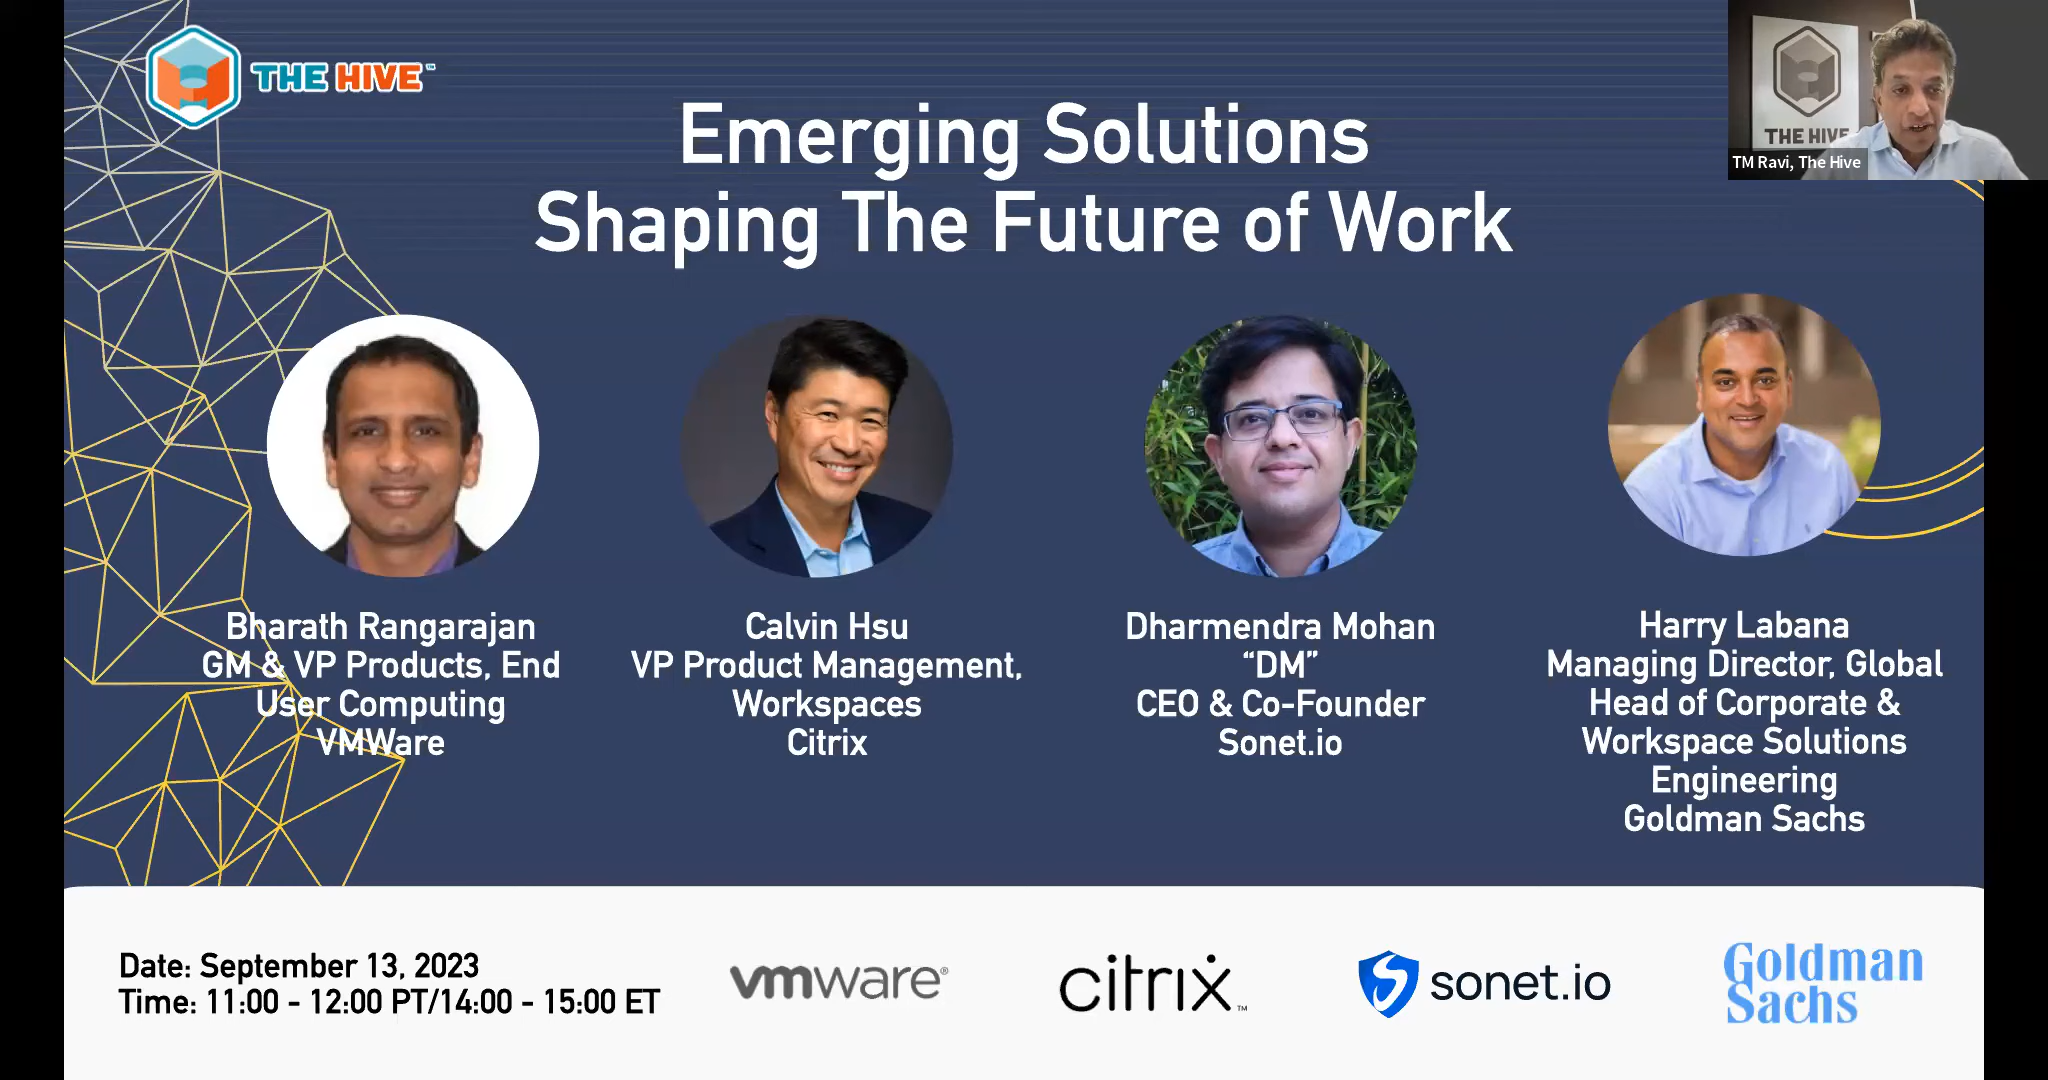 THE HIVE™
Emerging Solutions
Shaping The Future of Work
THE HIVE
TM Ravi, The Hive
Bharath Rangarajan
GM & VP Products, End
User Computing
VMWare
Calvin Hsu
VP Product Management,
Workspaces
Citrix
Dharmendra Mohan
“DM”
CEO & Co-Founder
Sonet.io
Harry Labana
Managing Director, Global
Head of Corporate &
Workspace Solutions
Engineering
Goldman Sachs
Date: September 13, 2023
Time: 11:00 - 12:00 PT/14:00 - 15:00 ET
vmware®
citrix™
sonet.io
Goldman
Sachs